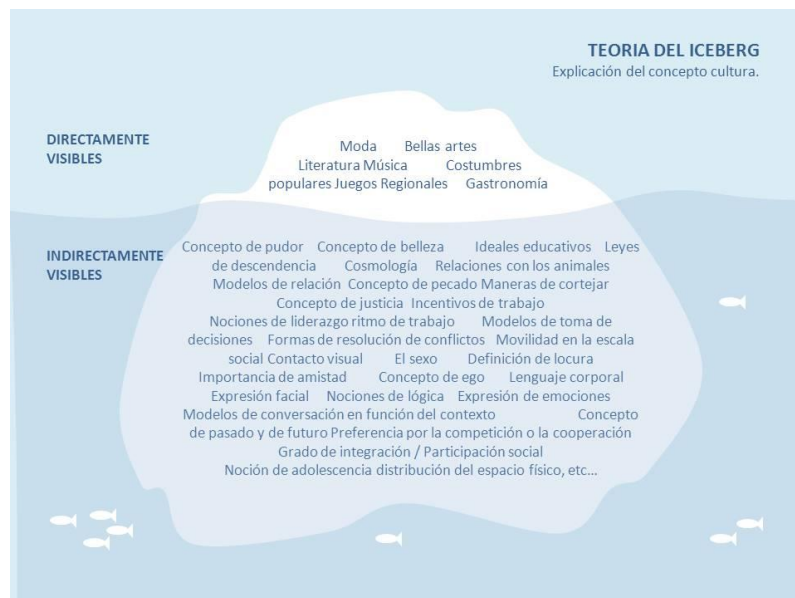 TEORIA DEL ICEBERG
Explicación del concepto cultura.
DIRECTAMENTE
VISIBLES
Moda Bellas artes
Literatura Música Costumbres
populares Juegos Regionales Gastronomía
INDIRECTAMENTE
VISIBLES
Concepto de pudor Concepto de belleza Ideales educativos Leyes
de descendencia Cosmología Relaciones con los animales
Modelos de relación Concepto de pecado Maneras de cortejar
Concepto de justicia Incentivos de trabajo
Nociones de liderazgo ritmo de trabajo Modelos de toma de
decisiones Formas de resolución de conflictos Movilidad en la escala
social Contacto visual El sexo Definición de locura
Importancia de amistad Concepto de ego Lenguaje corporal
Expresión facial Nociones de lógica Expresión de emociones
Modelos de conversación en función del contexto Concepto
de pasado y de futuro Preferencia por la competición o la cooperación
Grado de integración / Participación social
Noción de adolescencia distribución del espacio físico, etc…